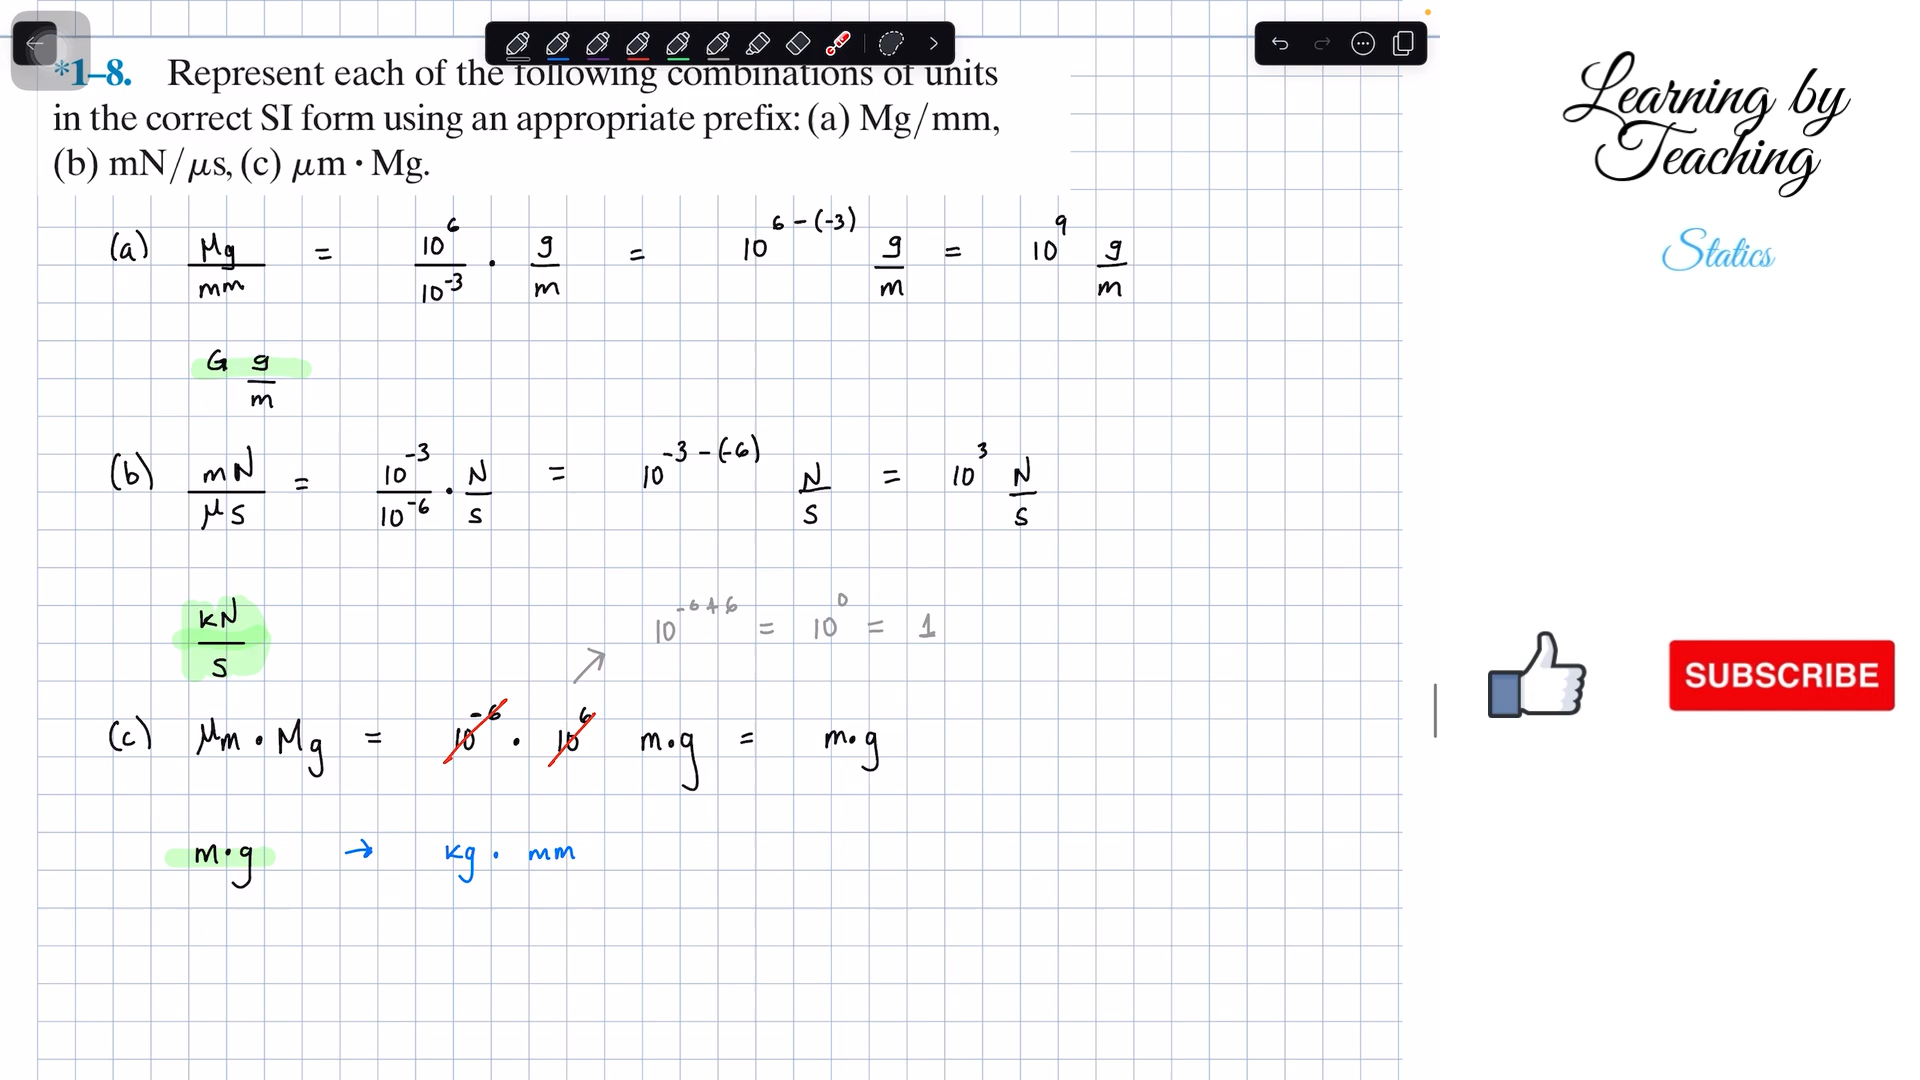 *1–8. Represent each of the following combinations of units
in the correct SI form using an appropriate prefix: (a) Mg/mm,
(b) mN/μs, (c) μm · Mg.
Learning by
Teaching
Statics
(a) Mg/mm = 10^6/10^-3 · g/m = 10^6-(-3) g/m = 10^9 g/m
G g/m
(b) mN/μs = 10^-3/10^-6 · N/s = 10^-3-(-6) N/s = 10^3 N/s
kN/s
10^-6+6 = 10^0 = 1
(c) μm · Mg = 10^-6 · 10^6 m·g = m·g
m·g → kg · mm
SUBSCRIBE